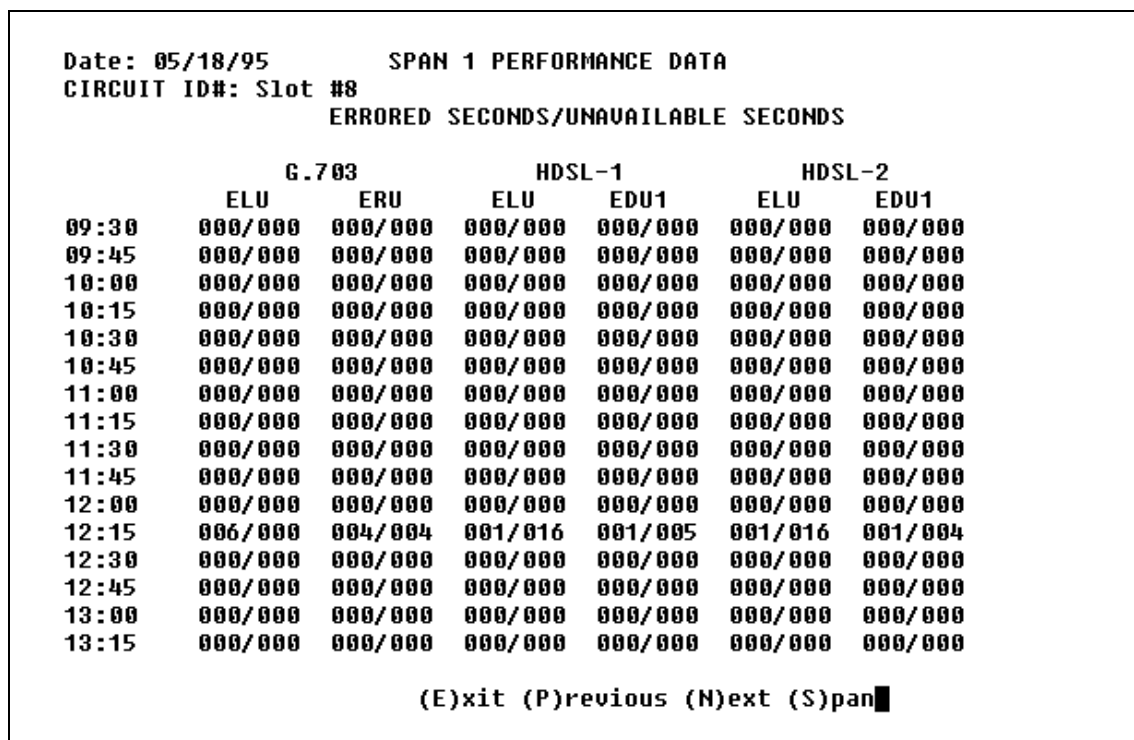 Date: 05/18/95 SPAN 1 PERFORMANCE DATA
CIRCUIT ID#: Slot #8
ERRORED SECONDS/UNAVAILABLE SECONDS
G.703 HDSL-1 HDSL-2
ELU ERU ELU EDU1 ELU EDU1
09:30 000/000 000/000 000/000 000/000 000/000 000/000
09:45 000/000 000/000 000/000 000/000 000/000 000/000
10:00 000/000 000/000 000/000 000/000 000/000 000/000
10:15 000/000 000/000 000/000 000/000 000/000 000/000
10:30 000/000 000/000 000/000 000/000 000/000 000/000
10:45 000/000 000/000 000/000 000/000 000/000 000/000
11:00 000/000 000/000 000/000 000/000 000/000 000/000
11:15 000/000 000/000 000/000 000/000 000/000 000/000
11:30 000/000 000/000 000/000 000/000 000/000 000/000
11:45 000/000 000/000 000/000 000/000 000/000 000/000
12:00 000/000 000/000 000/000 000/000 000/000 000/000
12:15 006/000 004/004 001/016 001/005 001/016 001/004
12:30 000/000 000/000 000/000 000/000 000/000 000/000
12:45 000/000 000/000 000/000 000/000 000/000 000/000
13:00 000/000 000/000 000/000 000/000 000/000 000/000
13:15 000/000 000/000 000/000 000/000 000/000 000/000
(E)xit (P)revious (N)ext (S)pan